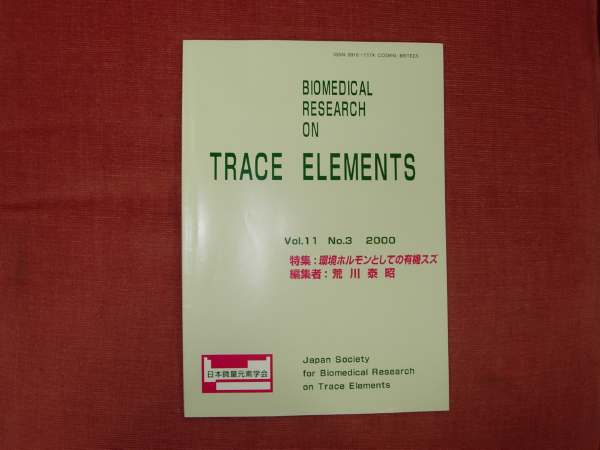 BIOMEDICAL
RESEARCH
ON
TRACE ELEMENTS
Vol.11 No.3 2000
特集：環境ホルモンとしての有機スズ
編集者：荒川泰昭
日本微量元素学会
Japan Society
for Biomedical Research
on Trace Elements